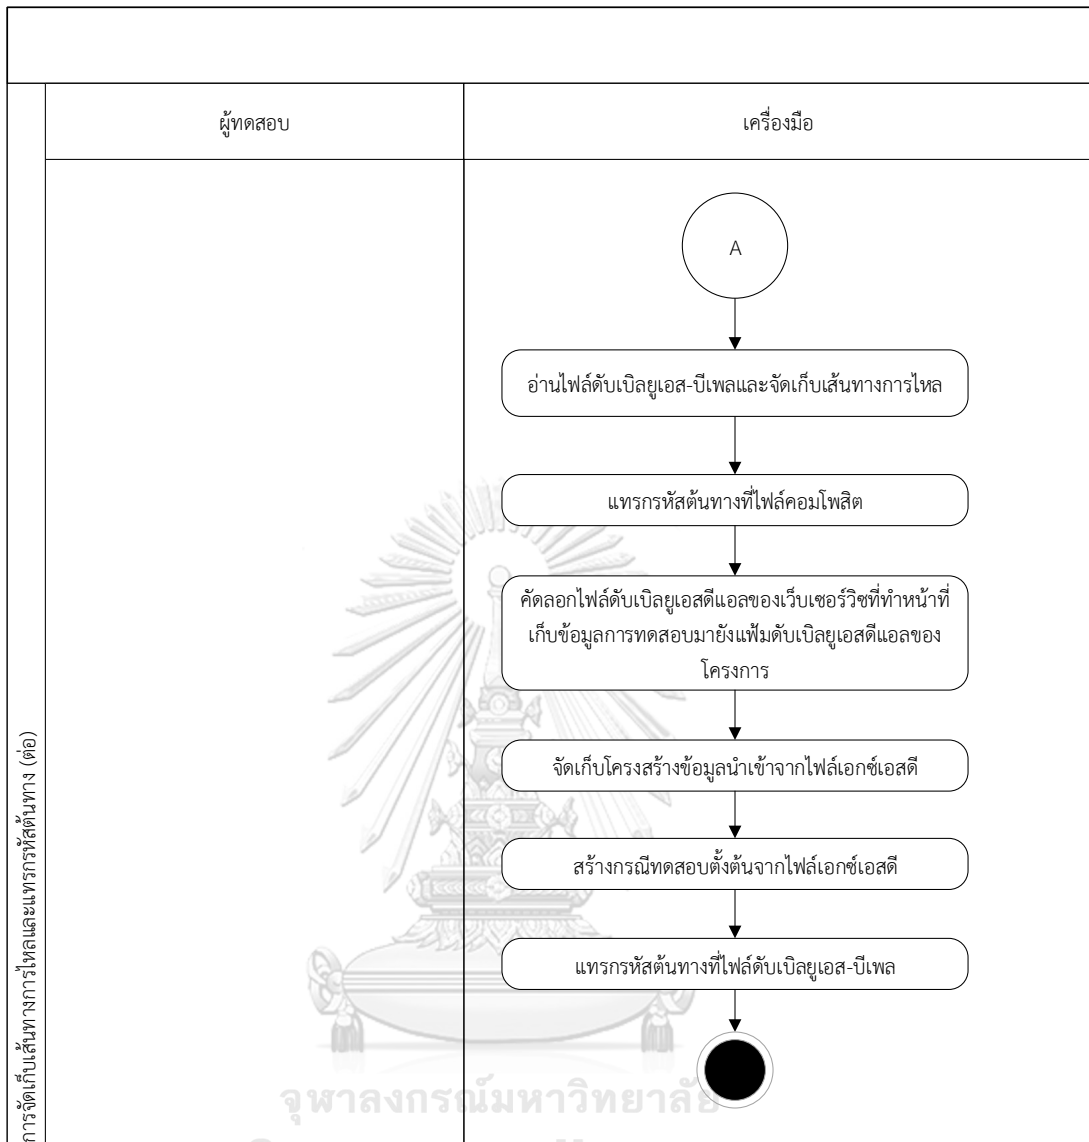 ผู้ทดสอบ
เครื่องมือ
A
อ่านไฟล์ดับเบิลยูเอส-บีเพลและจัดเก็บเส้นทางการไหล
แทรกรหัสต้นทางที่ไฟล์คอมโพสิต
คัดลอกไฟล์ดับเบิลยูเอสดีแอลของเว็บเซอร์วิซที่ทำหน้าที่
เก็บข้อมูลการทดสอบมายังแฟ้มดับเบิลยูเอสดีแอลของ
โครงการ
จัดเก็บโครงสร้างข้อมูลนำเข้าจากไฟล์เอกซ์เอสดี
สร้างกรณีทดสอบตั้งต้นจากไฟล์เอกซ์เอสดี
แทรกรหัสต้นทางที่ไฟล์ดับเบิลยูเอส-บีเพล
การจัดเก็บเส้นทางการไหลและแทรกรหัสต้นทาง (ต่อ)
จุฬาลงกรณ์มหาวิทยาลัย